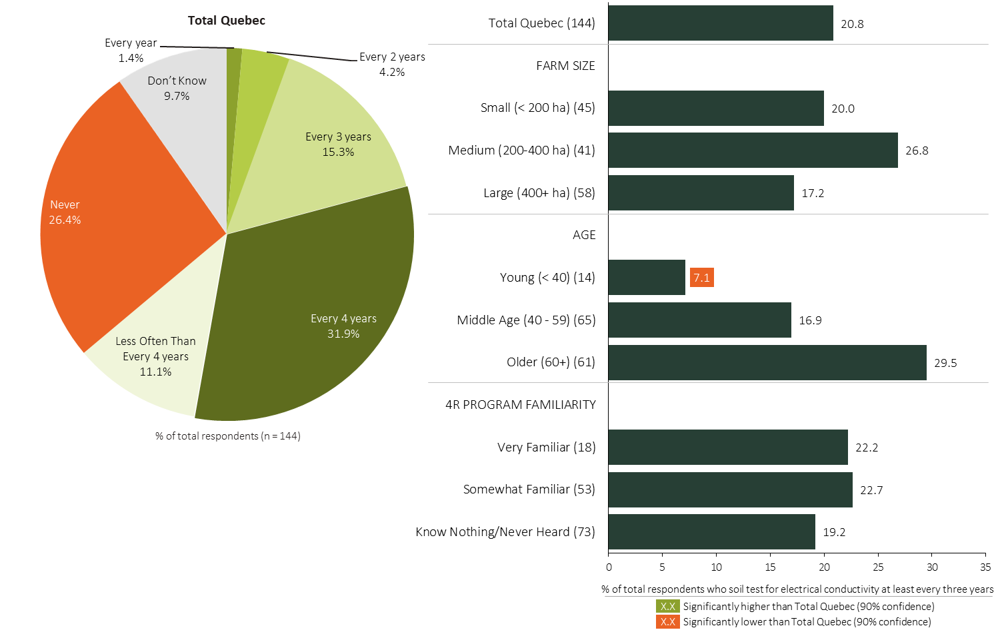 Total Quebec
Every year
1.4%
Every 2 years
4.2%
Don't Know
9.7%
Every 3 years
15.3%
Never
26.4%
Every 4 years
31.9%
Less Often Than
Every 4 years
11.1%
% of total respondents (n = 144)
Total Quebec (144) 20.8
FARM SIZE
Small (< 200 ha) (45) 20.0
Medium (200-400 ha) (41) 26.8
Large (400+ ha) (58) 17.2
AGE
Young (< 40) (14) 7.1
Middle Age (40 - 59) (65) 16.9
Older (60+) (61) 29.5
4R PROGRAM FAMILIARITY
Very Familiar (18) 22.2
Somewhat Familiar (53) 22.7
Know Nothing/Never Heard (73) 19.2
0 5 10 15 20 25 30 35
% of total respondents who soil test for electrical conductivity at least every three years
X.X Significantly higher than Total Quebec (90% confidence)
X.X Significantly lower than Total Quebec (90% confidence)